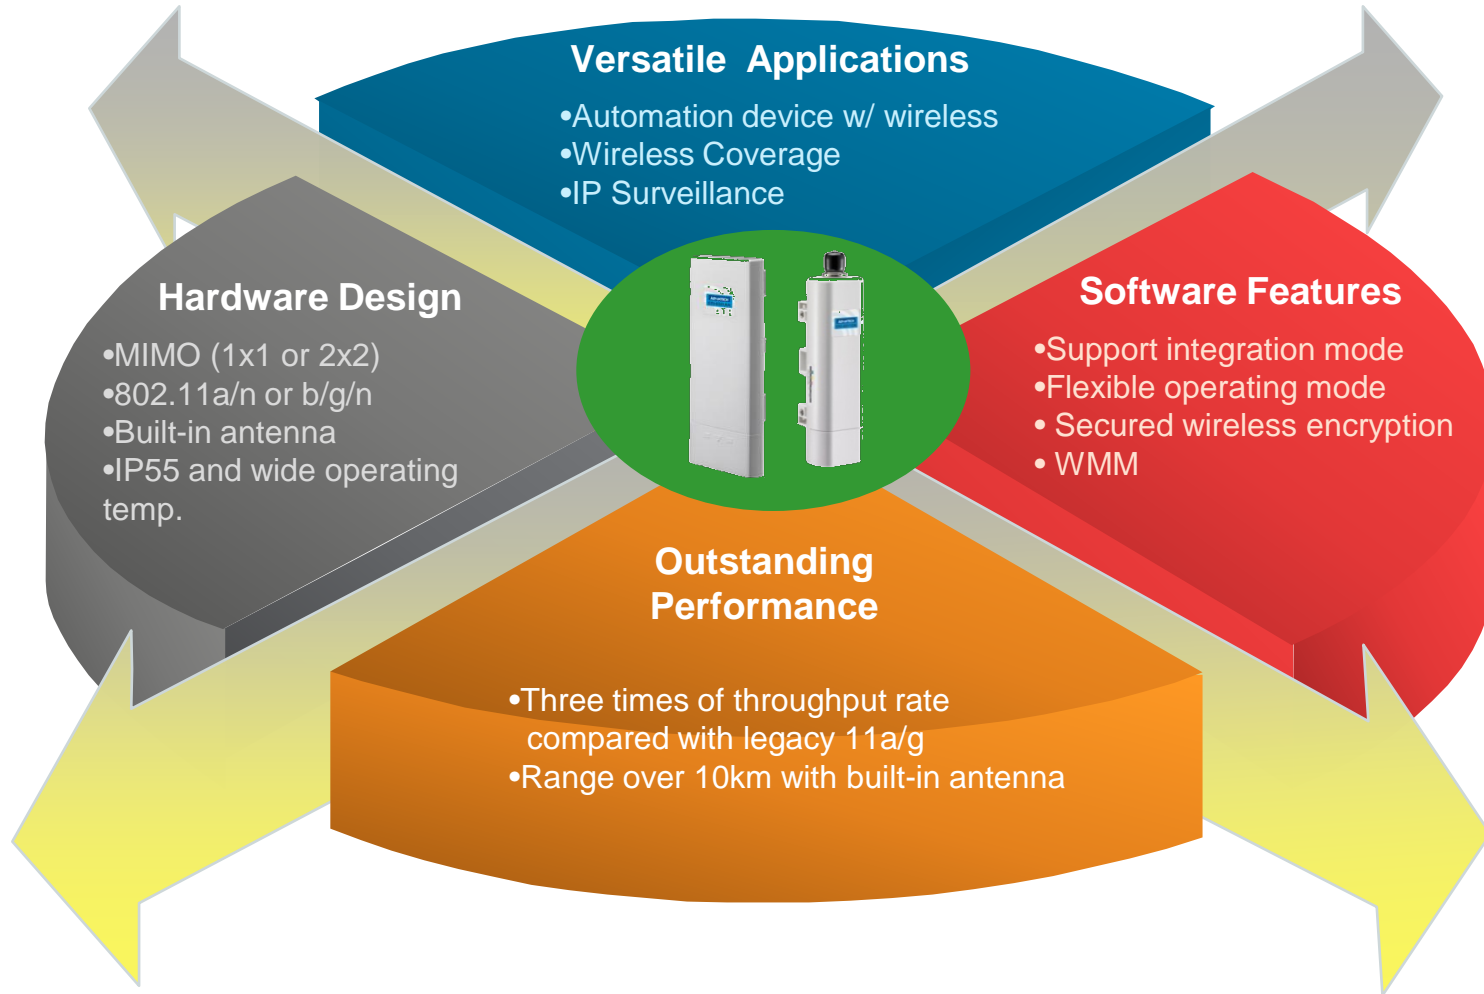 Versatile  Applications
•Automation device w/ wireless
•Wireless Coverage
•IP Surveillance
Hardware Design
•MIMO (1x1 or 2x2)
•802.11a/n or b/g/n
•Built-in antenna
•IP55 and wide operating
temp.
Software Features
•Support integration mode
•Flexible operating mode
• Secured wireless encryption
• WMM
Outstanding
Performance
•Three times of throughput rate
compared with legacy 11a/g
•Range over 10km with built-in antenna